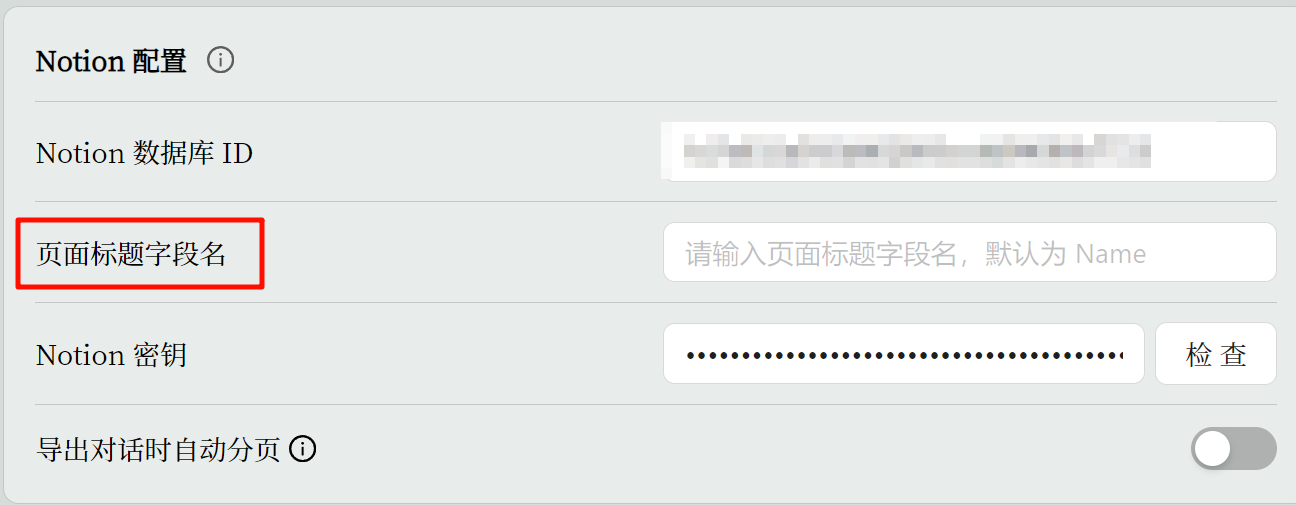 Notion 配置
Notion 数据库 ID
页面标题字段名
请输入页面标题字段名，默认为 Name
Notion 密钥
检查
导出对话时自动分页